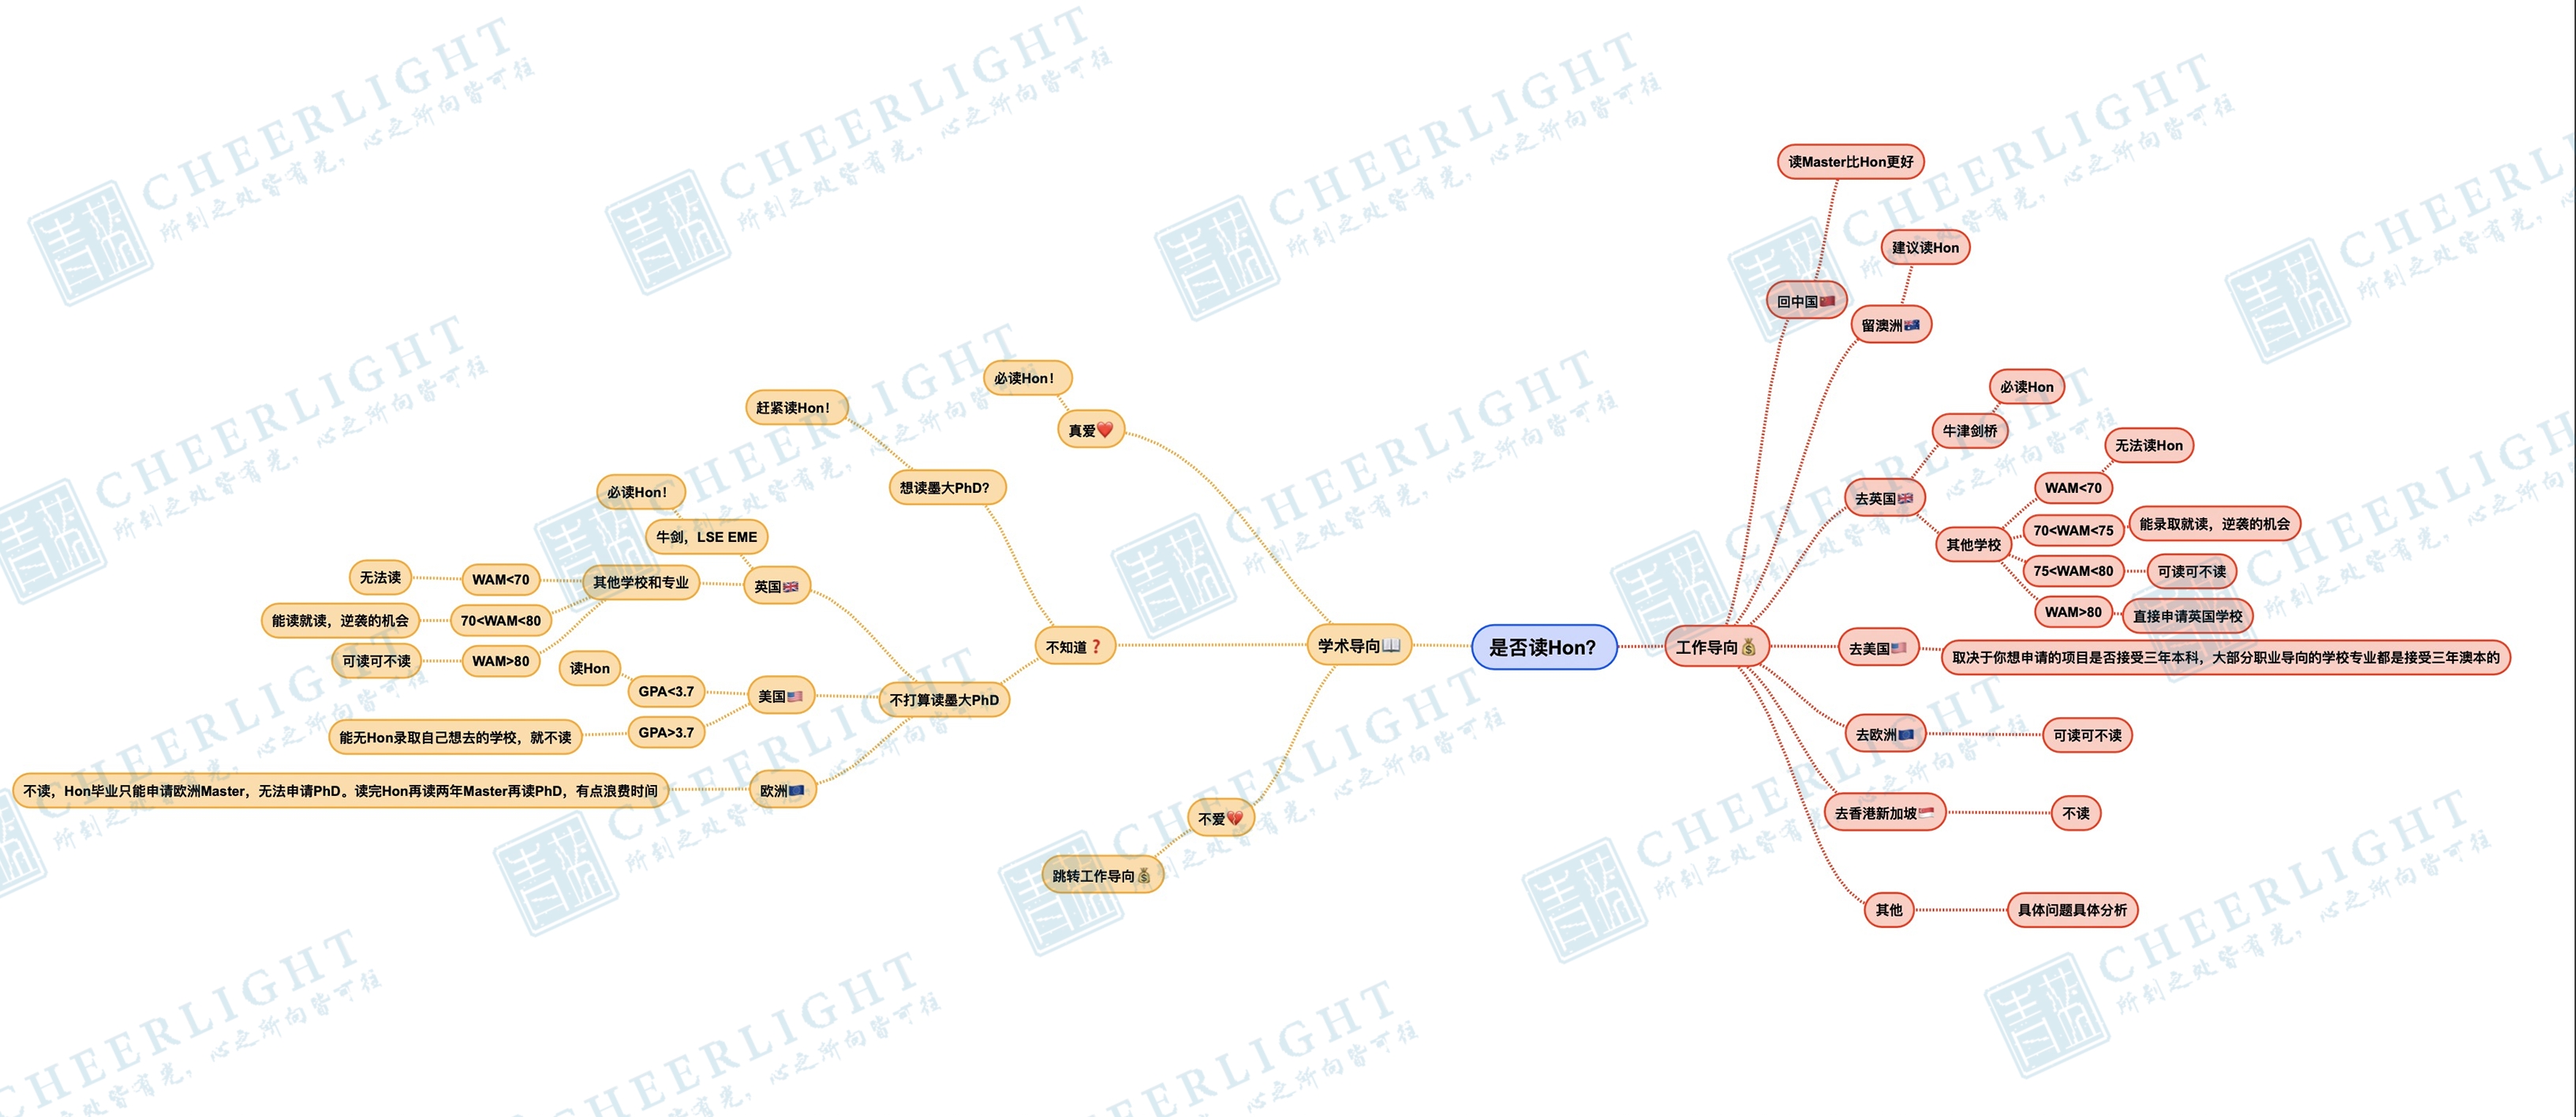 是否读Hon?
学术导向📖
真爱❤️
必读Hon！
不知道❓
想读墨大PhD？
赶紧读Hon！
不打算读墨大PhD
英国🇬🇧
牛剑，LSE EME
必读Hon！
其他学校和专业
WAM<70
无法读
70<WAM<80
能读就读，逆袭的机会
WAM>80
可读可不读
美国🇺🇸
GPA<3.7
读Hon
GPA>3.7
能无Hon录取自己想去的学校，就不读
欧洲🇪🇺
不读，Hon毕业只能申请欧洲Master，无法申请PhD。读完Hon再读两年Master再读PhD，有点浪费时间
不爱💔
跳转工作导向💰
工作导向💰
回中国🇨🇳
读Master比Hon更好
留澳洲🇦🇺
建议读Hon
去英国🇬🇧
牛津剑桥
必读Hon
其他学校
WAM<70
无法读Hon
70<WAM<75
能录取就读，逆袭的机会
75<WAM<80
可读可不读
WAM>80
直接申请英国学校
去美国🇺🇸
取决于你想申请的项目是否接受三年本科，大部分职业导向的学校专业都是接受三年澳本的
去欧洲🇪🇺
可读可不读
去香港新加坡🇸🇬
不读
其他
具体问题具体分析
CHEERLIGHT
所到之处皆有光，心之所向皆可往